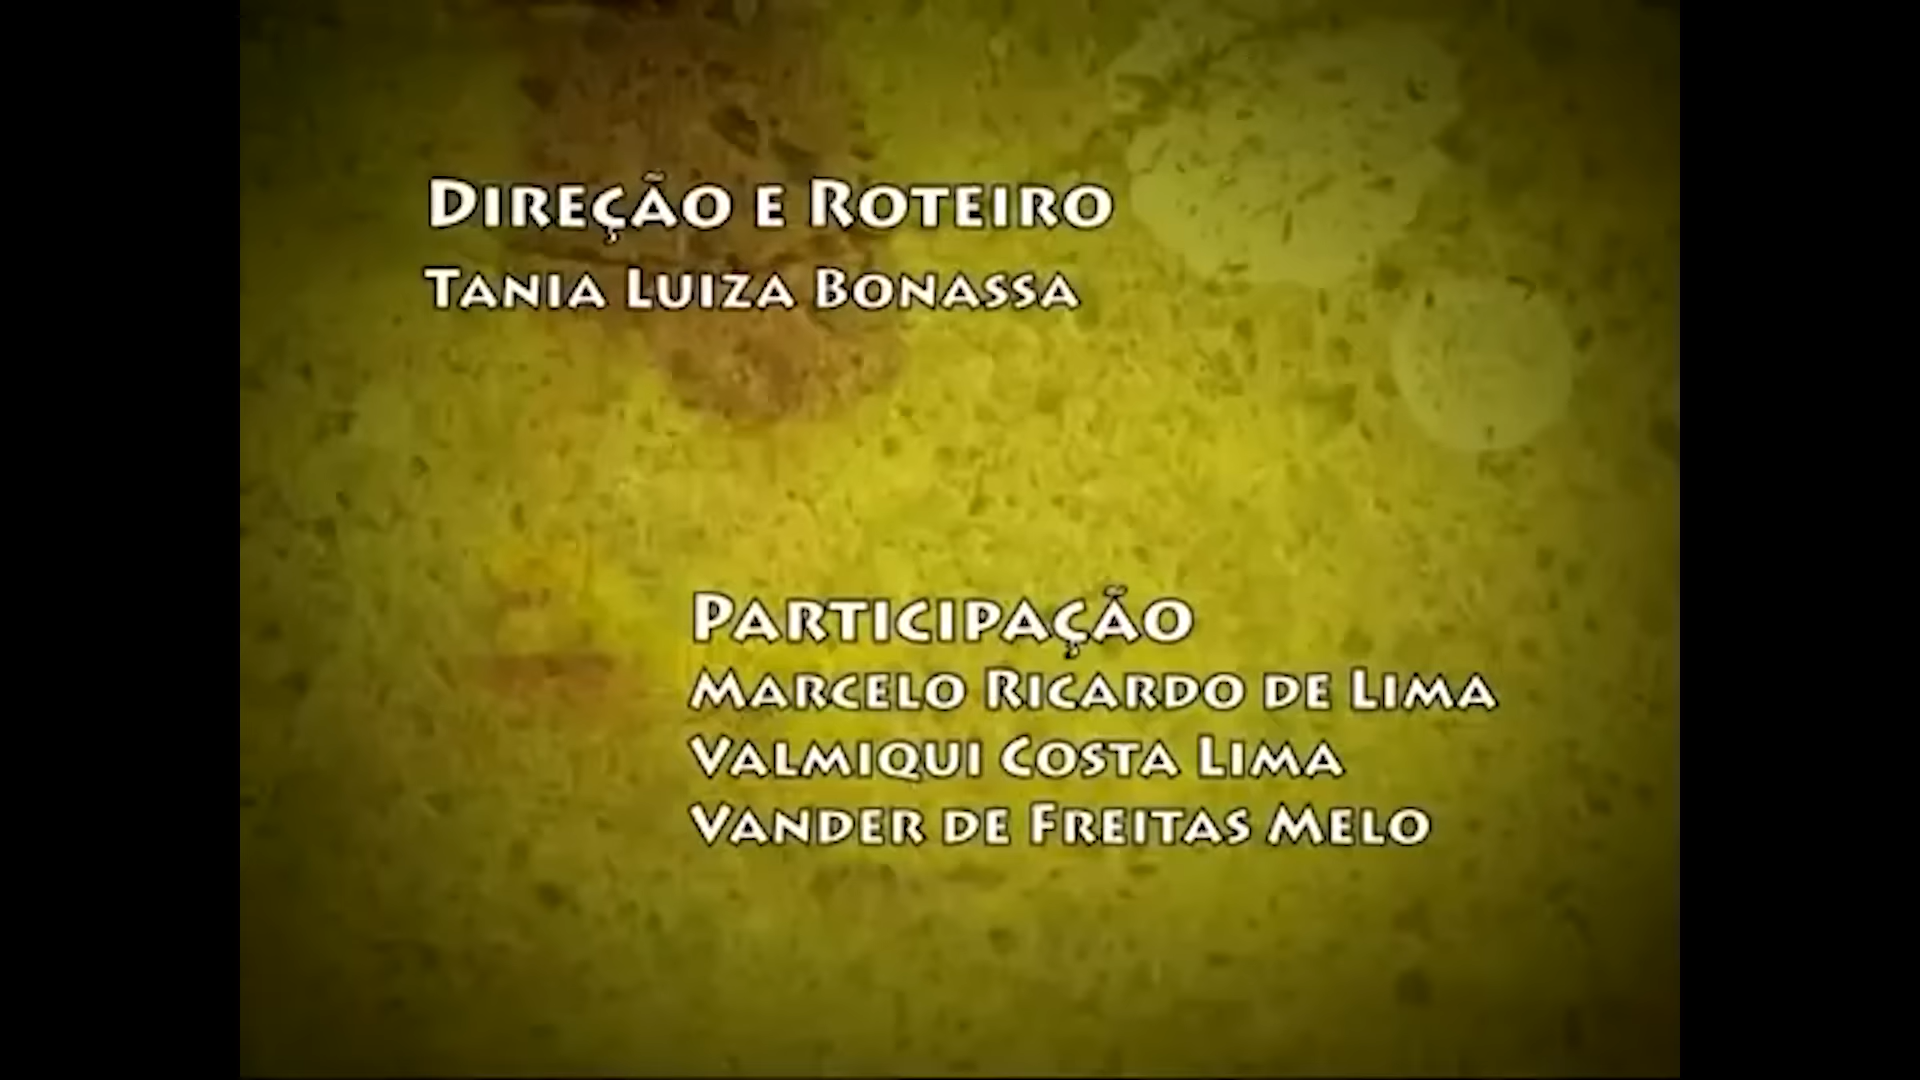 Direção e Roteiro
Tania Luiza Bonassa
Participação
Marcelo Ricardo de Lima
Valmiqui Costa Lima
Vander de Freitas Melo